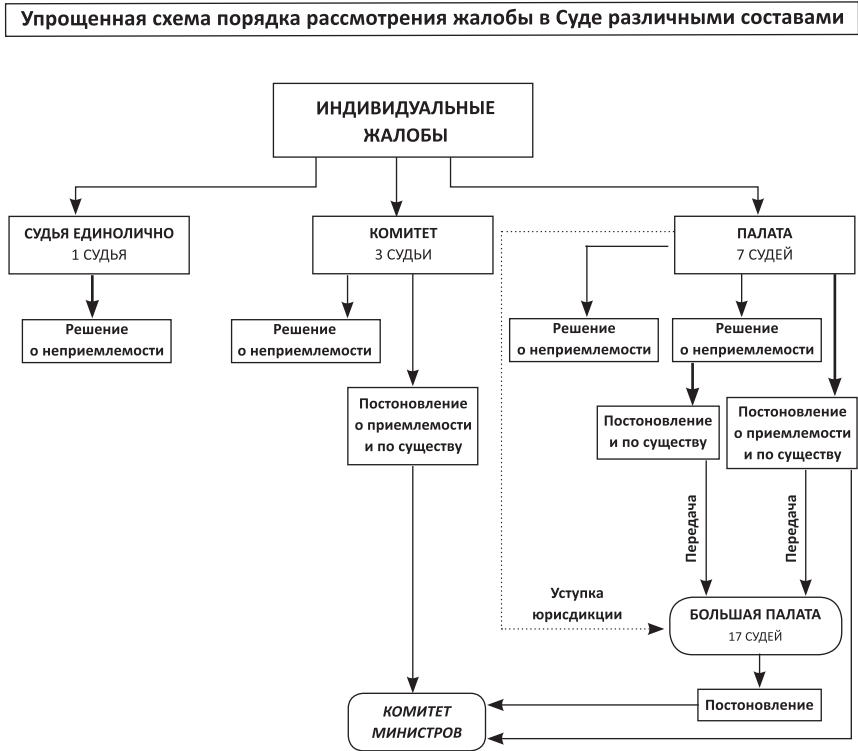 Упрощенная схема порядка рассмотрения жалобы в Суде различными составами
ИНДИВИДУАЛЬНЫЕ
ЖАЛОБЫ
СУДЬЯ ЕДИНОЛИЧНО
1 СУДЬЯ
КОМИТЕТ
3 СУДЬИ
ПАЛАТА
7 СУДЕЙ
Решение
о неприемлемости
Решение
о неприемлемости
Решение
о неприемлемости
Решение
о неприемлемости
Постоновление
о приемлемости
и по существу
Постоновление
и по существу
Постоновление
о приемлемости
и по существу
Передача
Передача
Уступка
юрисдикции
БОЛЬШАЯ ПАЛАТА
17 СУДЕЙ
Постоновление
КОМИТЕТ
МИНИСТРОВ